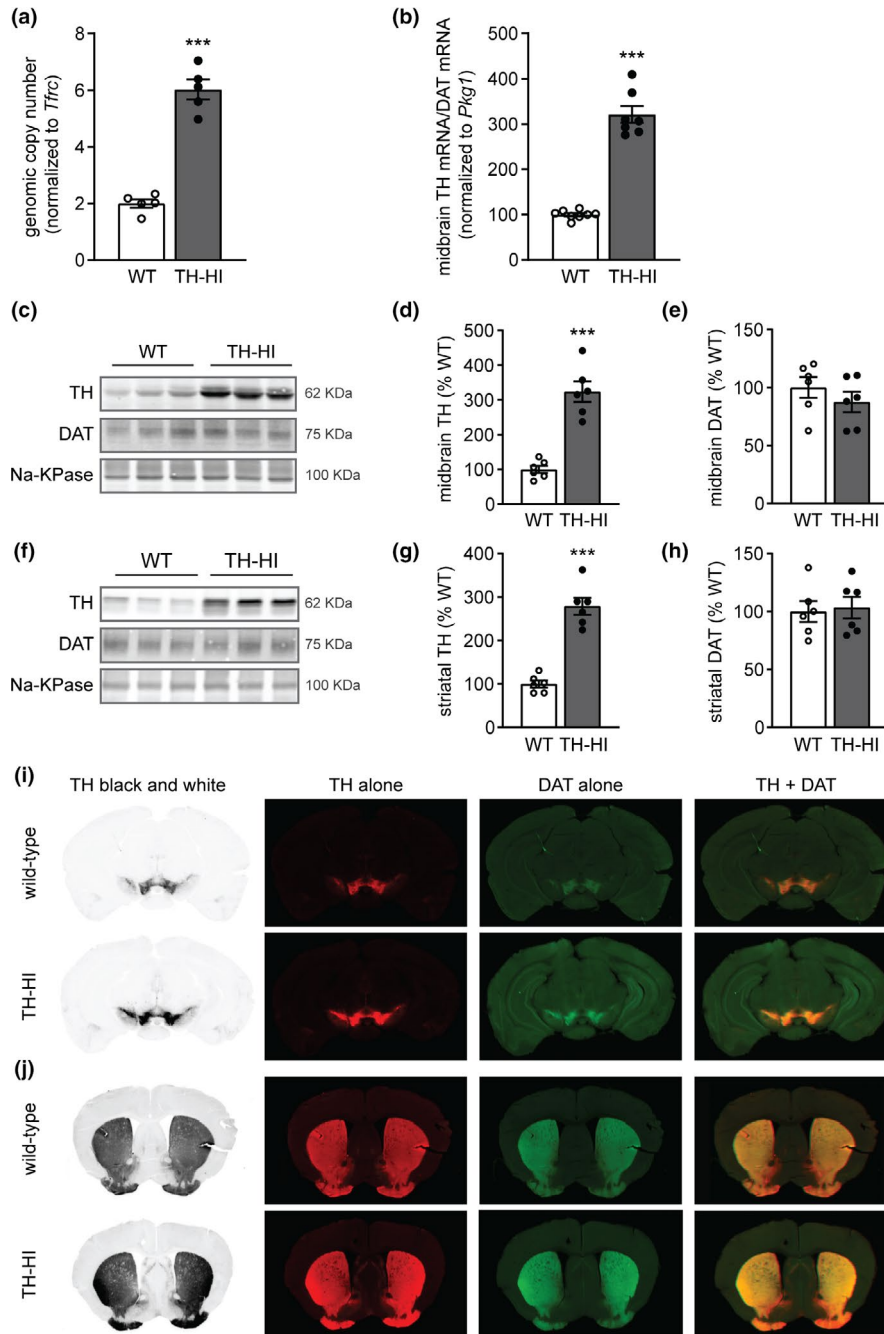 (a)
genomic copy number
(normalized to Tfrc)
8
6
4
2
0
***
WT
TH-HI
(b)
midbrain TH mRNA/DAT mRNA
(normalized to Pkg1)
500
400
300
200
100
0
***
WT
TH-HI
(c)
WT
TH-HI
TH
62 KDa
DAT
75 KDa
Na-KPase
100 KDa
(d)
midbrain TH (% WT)
500
400
300
200
100
0
***
WT
TH-HI
(e)
midbrain DAT (% WT)
150
100
50
0
WT
TH-HI
(f)
WT
TH-HI
TH
62 KDa
DAT
75 KDa
Na-KPase
100 KDa
(g)
striatal TH (% WT)
400
300
200
100
0
***
WT
TH-HI
(h)
striatal DAT (% WT)
150
100
50
0
WT
TH-HI
(i)
TH black and white
TH alone
DAT alone
TH + DAT
wild-type
TH-HI
(j)
wild-type
TH-HI